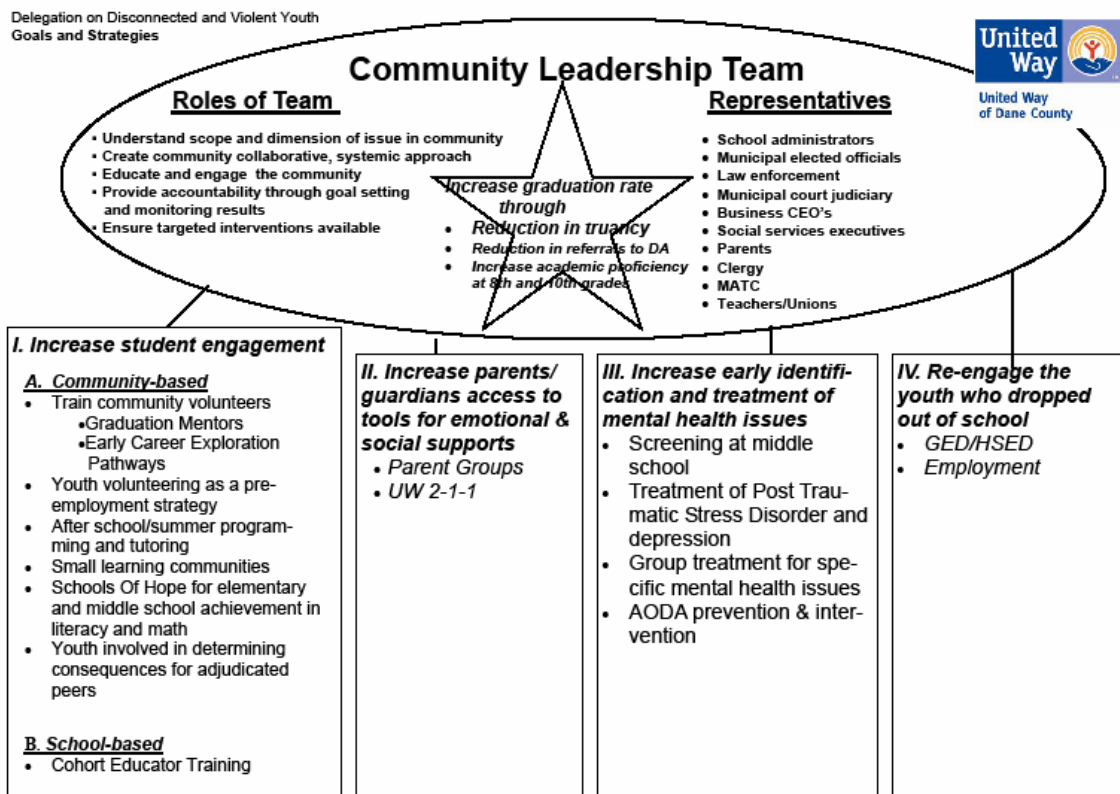 Delegation on Disconnected and Violent Youth
Goals and Strategies
United
Way
United Way
of Dane County
Community Leadership Team
Roles of Team
▪ Understand scope and dimension of issue in community
▪ Create community collaborative, systemic approach
▪ Educate and engage the community
▪ Provide accountability through goal setting
and monitoring results
▪ Ensure targeted interventions available
Increase graduation rate
through
• Reduction in truancy
• Reduction in referrals to DA
• Increase academic proficiency
at 8th and 10th grades
Representatives
• School administrators
• Municipal elected officials
• Law enforcement
• Municipal court judiciary
• Business CEO's
• Social services executives
• Parents
• Clergy
• MATC
• Teachers/Unions
I. Increase student engagement
A. Community-based
• Train community volunteers
•Graduation Mentors
•Early Career Exploration
Pathways
• Youth volunteering as a pre-
employment strategy
• After school/summer program-
ming and tutoring
• Small learning communities
• Schools Of Hope for elementary
and middle school achievement in
literacy and math
• Youth involved in determining
consequences for adjudicated
peers
B. School-based
• Cohort Educator Training
II. Increase parents/
guardians access to
tools for emotional &
social supports
• Parent Groups
• UW 2-1-1
III. Increase early identifi-
cation and treatment of
mental health issues
• Screening at middle
school
• Treatment of Post Trau-
matic Stress Disorder and
depression
• Group treatment for spe-
cific mental health issues
• AODA prevention & inter-
vention
IV. Re-engage the
youth who dropped
out of school
• GED/HSED
• Employment